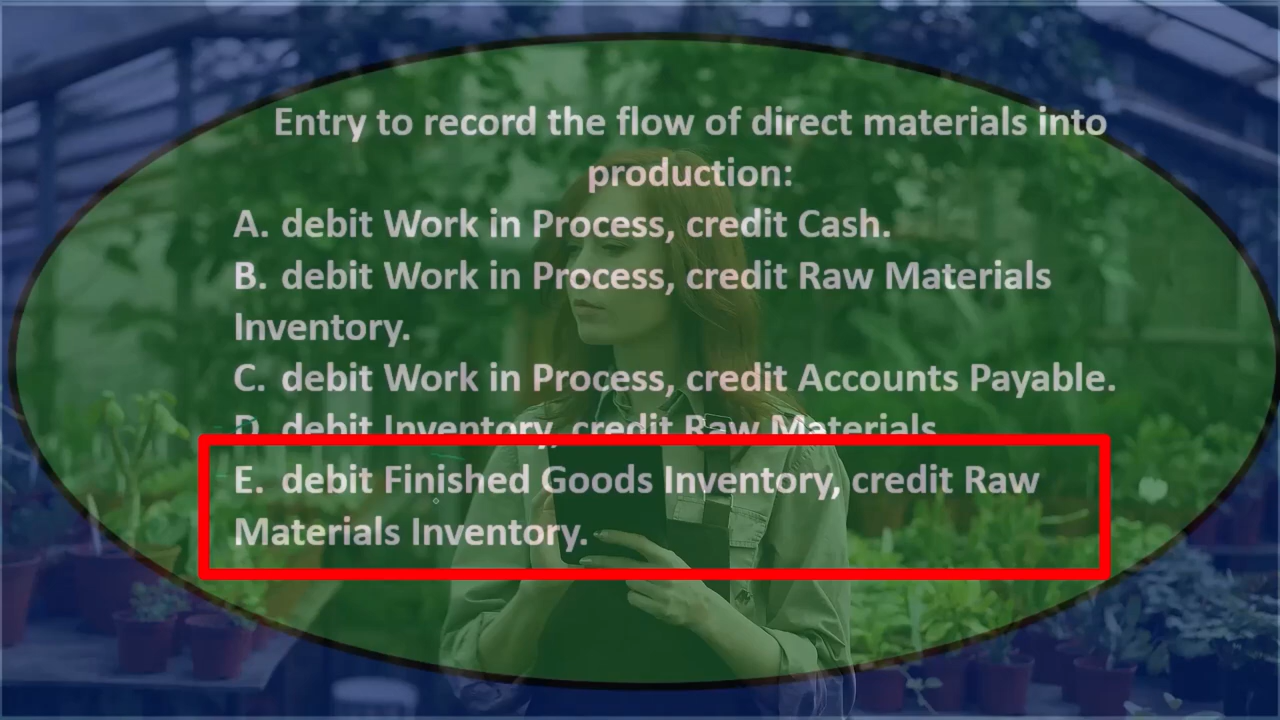 Entry to record the flow of direct materials into
production:
A. debit Work in Process, credit Cash.
B. debit Work in Process, credit Raw Materials
Inventory.
C. debit Work in Process, credit Accounts Payable.
D. debit Inventory, credit Raw Materials
E. debit Finished Goods Inventory, credit Raw
Materials Inventory.